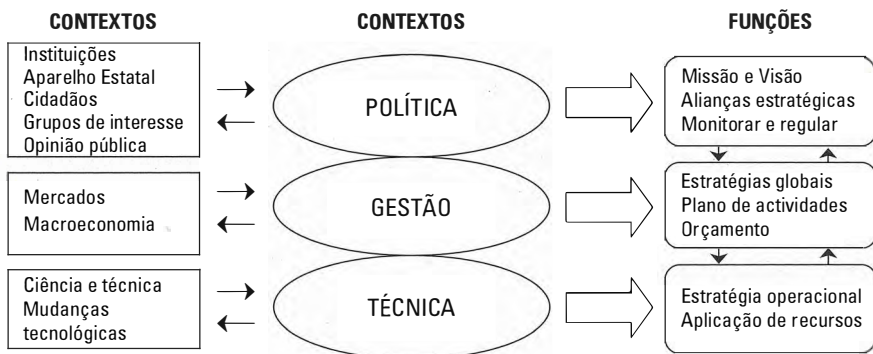 CONTEXTOS
CONTEXTOS
FUNÇÕES
Instituições
Aparelho Estatal
Cidadãos
Grupos de interesse
Opinião pública
POLÍTICA
Missão e Visão
Alianças estratégicas
Monitorar e regular
Mercados
Macroeconomia
GESTÃO
Estratégias globais
Plano de actividades
Orçamento
Ciência e técnica
Mudanças
tecnológicas
TÉCNICA
Estratégia operacional
Aplicação de recursos